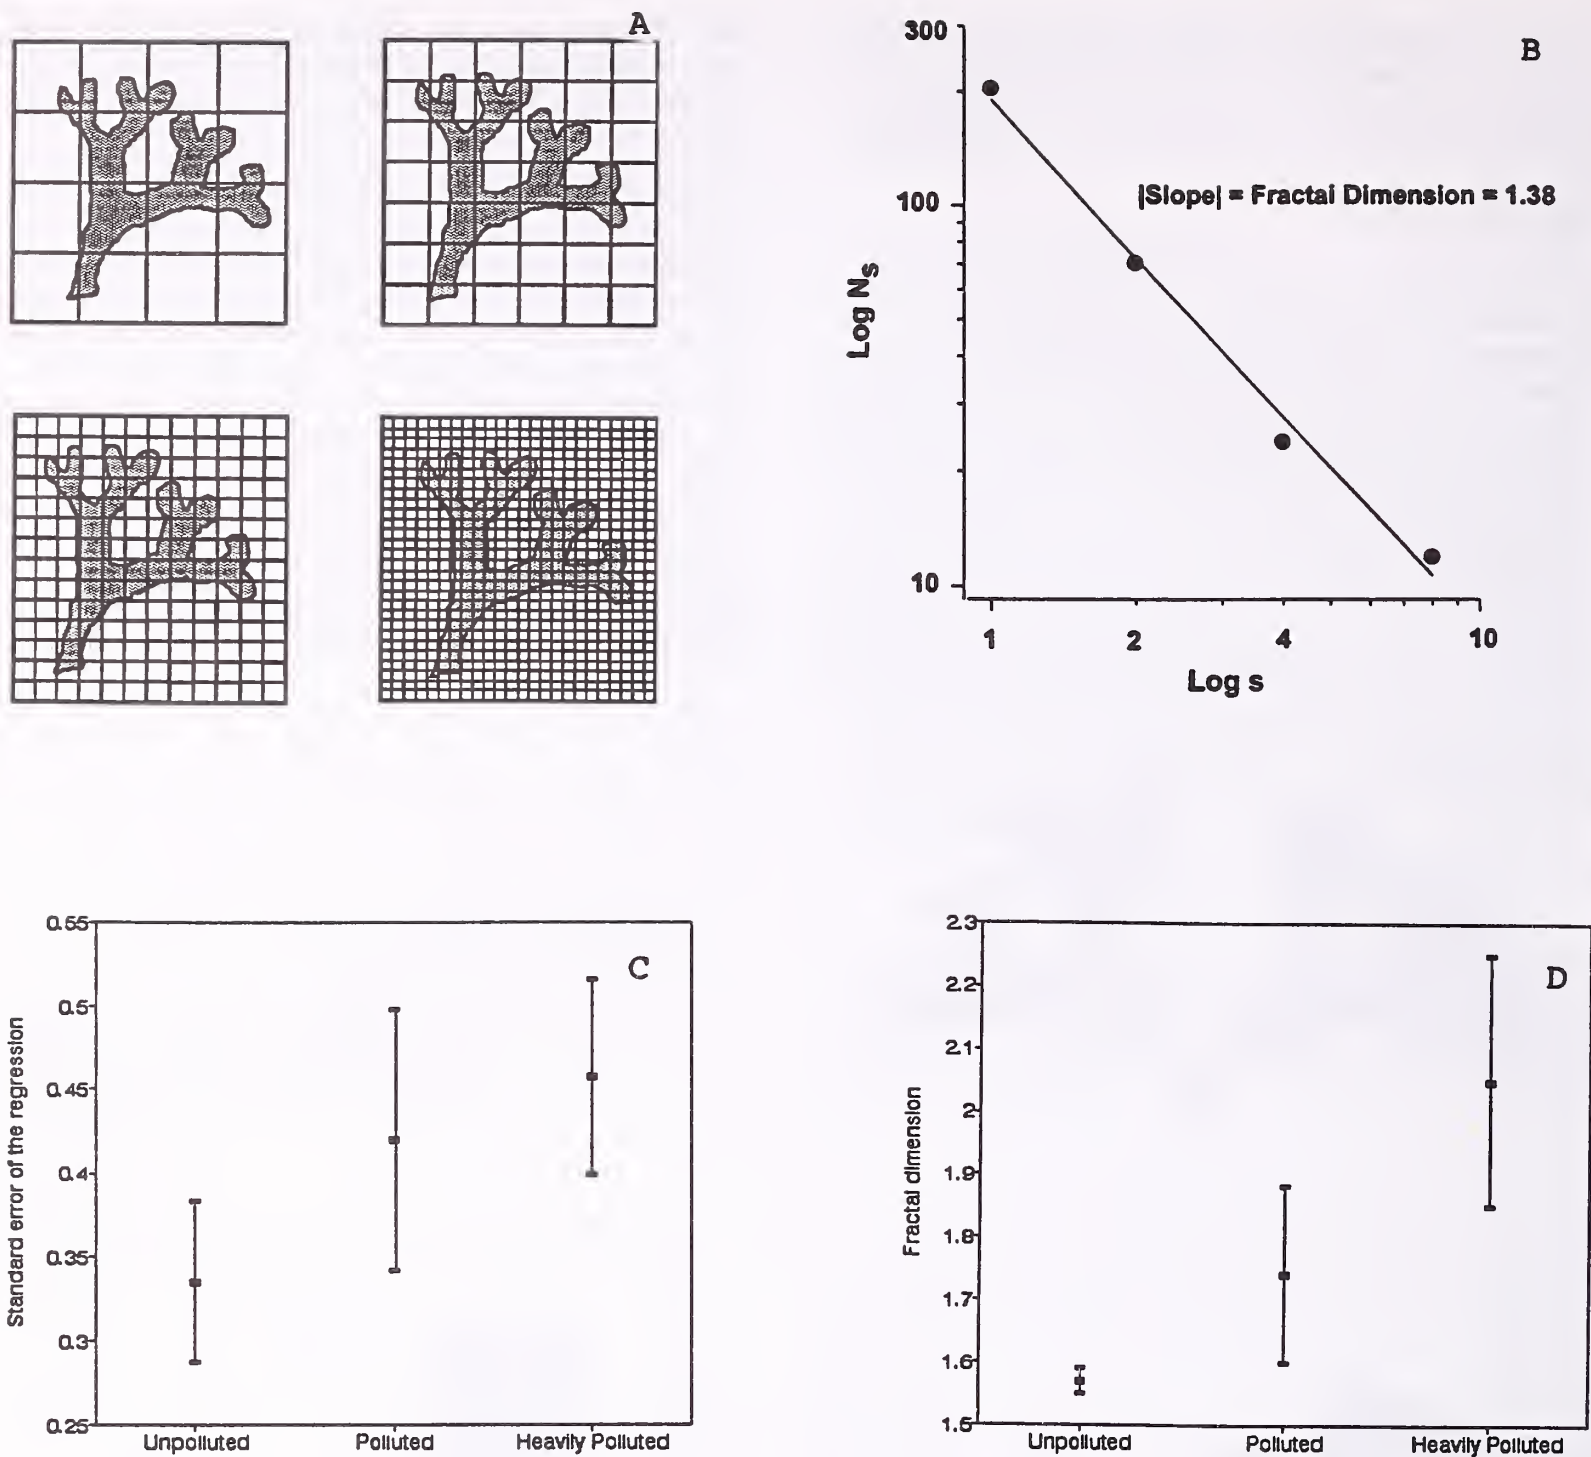 A
B
300
100
10
Log Ns
|Slope| = Fractal Dimension = 1.38
1 2 4 10
Log s
C
0.55
0.5
0.45
0.4
0.35
0.3
0.25
Standard error of the regression
Unpolluted Polluted Heavily Polluted
D
2.3
2.2
2.1
2
1.9
1.8
1.7
1.6
1.5
Fractal dimension
Unpolluted Polluted Heavily Polluted